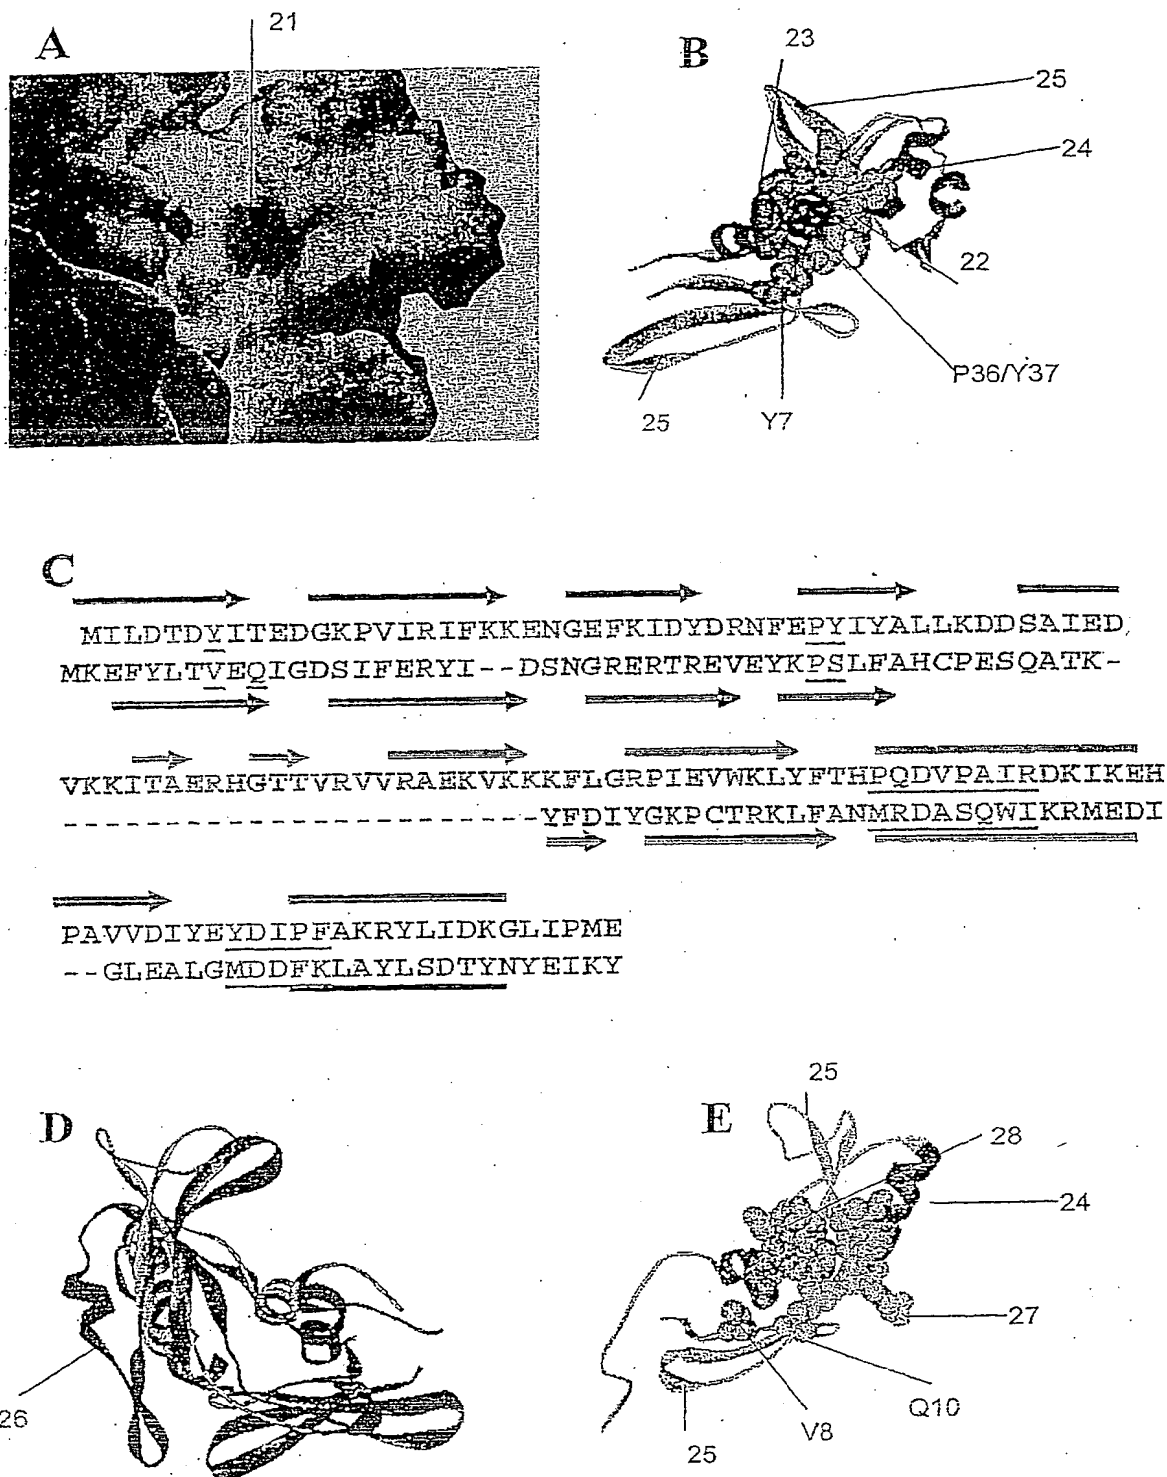 A
21
B
23
25
24
22
P36/Y37
Y7
25
C
MILDTDYITEDGKPVIRIFKKENGEFKIDYDRNFEPYIYALLKDDSAIED
MKEFYLTVEQIGDSIFERYI--DSNGRERTREVEYKPSLFAHCPESQATK-
VKKITAERHGTTVRVVRAEKVKKKFLGRPIEVWKLYFTHPQDVPAIRDKIKEH
-------------------------YFDIYGKPCTRKLFANMRDASQWIKRMEDI
PAVVDIYEYDIPFAKRYLIDKGLIPME
--GLEALGMDDFKLAYLSDTYNYEIKY
D
26
E
25
28
24
27
Q10
V8
25